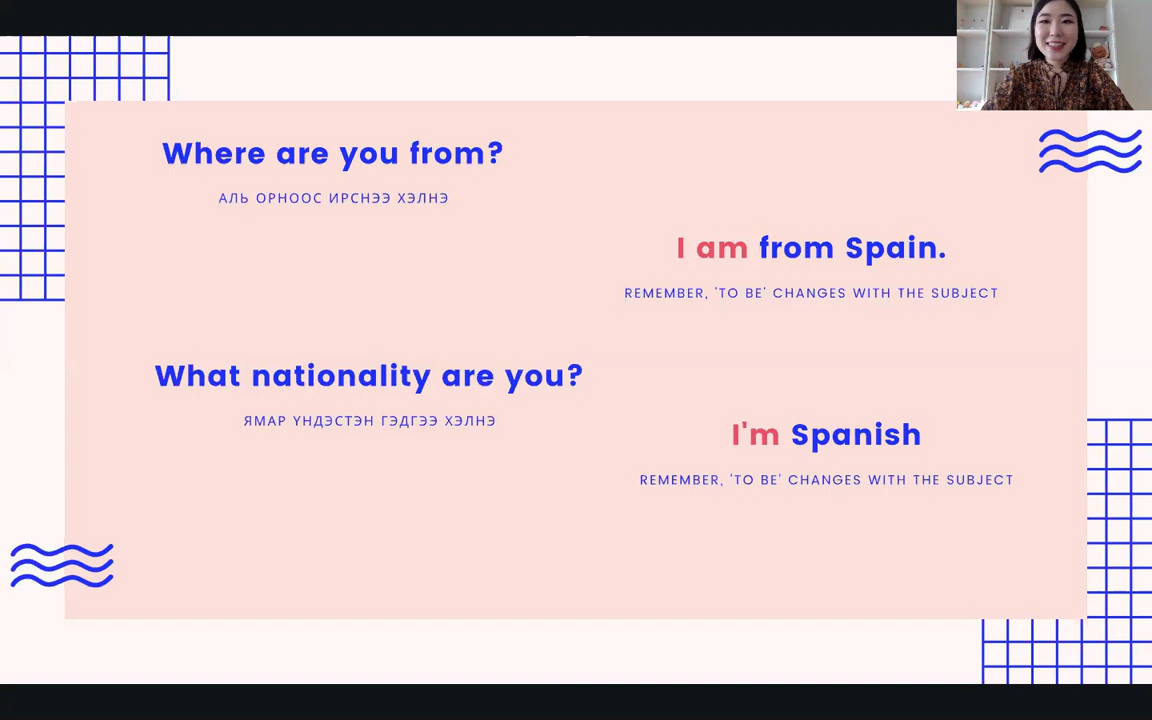 Where are you from?
АЛЬ ОРНООС ИРСНЭЭ ХЭЛНЭ
I am from Spain.
REMEMBER, 'TO BE' CHANGES WITH THE SUBJECT
What nationality are you?
ЯМАР ҮНДЭСТЭН ГЭДГЭЭ ХЭЛНЭ
I'm Spanish
REMEMBER, 'TO BE' CHANGES WITH THE SUBJECT